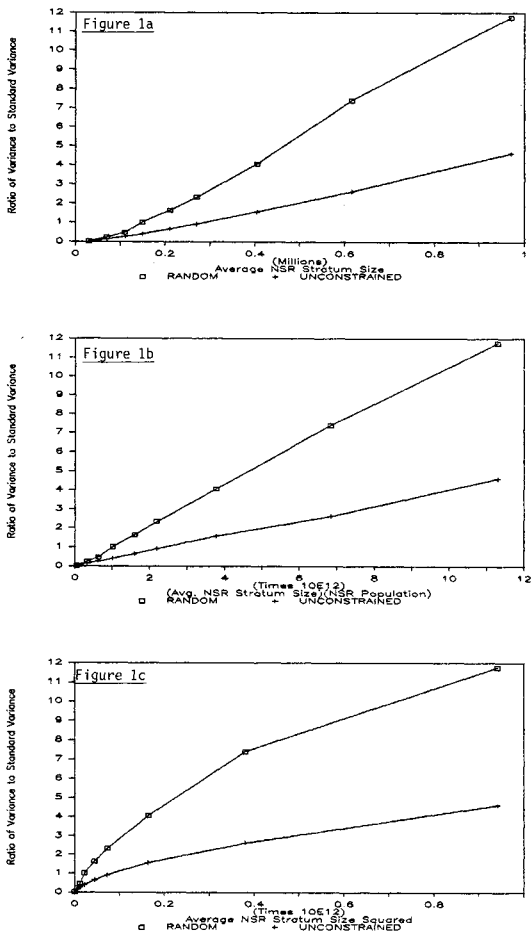 Figure 1a
Ratio of Variance to Standard Variance
12
11
10
9
8
7
6
5
4
3
2
1
0
0 0.2 0.4 0.6 0.8 1
(Millions)
Average NSR Stratum Size
RANDOM + UNCONSTRAINED
Figure 1b
Ratio of Variance to Standard Variance
12
11
10
9
8
7
6
5
4
3
2
1
0
0 2 4 6 8 10 12
(Times 10E12)
(Avg. NSR Stratum Size)(NSR Population)
RANDOM + UNCONSTRAINED
Figure 1c
Ratio of Variance to Standard Variance
12
11
10
9
8
7
6
5
4
3
2
1
0
0 0.2 0.4 0.6 0.8 1
(Times 10E12)
Average NSR Stratum Size Squared
RANDOM + UNCONSTRAINED